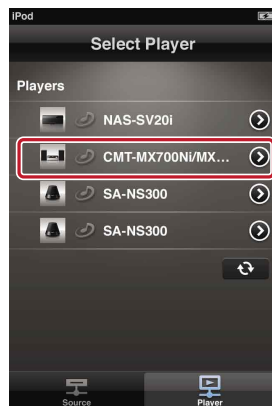 iPod
Select Player
Players
NAS-SV20i
CMT-MX700Ni/MX...
SA-NS300
SA-NS300
Source
Player